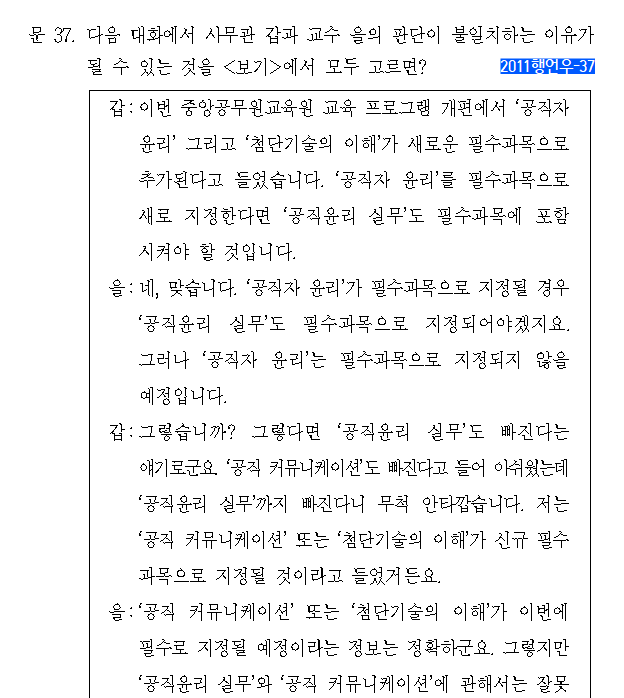 문 37. 다음 대화에서 사무관 갑과 교수 을의 판단이 불일치하는 이유가
될 수 있는 것을 <보기>에서 모두 고르면? 2011행언우-37
갑: 이번 중앙공무원교육원 교육 프로그램 개편에서 ‘공직자
윤리’ 그리고 ‘첨단기술의 이해’가 새로운 필수과목으로
추가된다고 들었습니다. ‘공직자 윤리’를 필수과목으로
새로 지정한다면 ‘공직윤리 실무’도 필수과목에 포함
시켜야 할 것입니다.
을: 네, 맞습니다. ‘공직자 윤리’가 필수과목으로 지정될 경우
‘공직윤리 실무’도 필수과목으로 지정되어야겠지요.
그러나 ‘공직자 윤리’는 필수과목으로 지정되지 않을
예정입니다.
갑: 그렇습니까? 그렇다면 ‘공직윤리 실무’도 빠진다는
얘기로군요. ‘공직 커뮤니케이션’도 빠진다고 들어 아쉬웠는데
‘공직윤리 실무’까지 빠진다니 무척 안타깝습니다. 저는
‘공직 커뮤니케이션’ 또는 ‘첨단기술의 이해’가 신규 필수
과목으로 지정될 것이라고 들었거든요.
을: ‘공직 커뮤니케이션’ 또는 ‘첨단기술의 이해’가 이번에
필수로 지정될 예정이라는 정보는 정확하군요. 그렇지만
‘공직윤리 실무’와 ‘공직 커뮤니케이션’에 관해서는 잘못